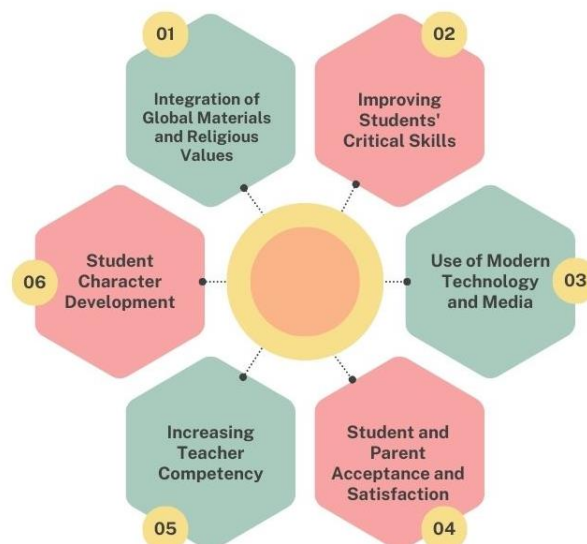 01
Integration of
Global Materials
and Religious
Values
02
Improving
Students'
Critical Skills
03
Use of Modern
Technology
and Media
04
Student and
Parent
Acceptance and
Satisfaction
05
Increasing
Teacher
Competency
06
Student
Character
Development